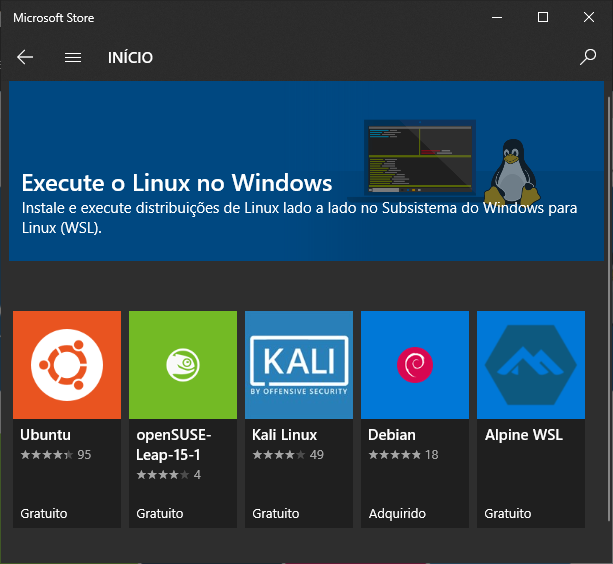 Microsoft Store
INÍCIO
Execute o Linux no Windows
Instale e execute distribuições de Linux lado a lado no Subsistema do Windows para
Linux (WSL).
KALI
BY OFFENSIVE SECURITY
Ubuntu
95
Gratuito
openSUSE-
Leap-15-1
4
Gratuito
Kali Linux
49
Gratuito
Debian
18
Adquirido
Alpine WSL
Gratuito